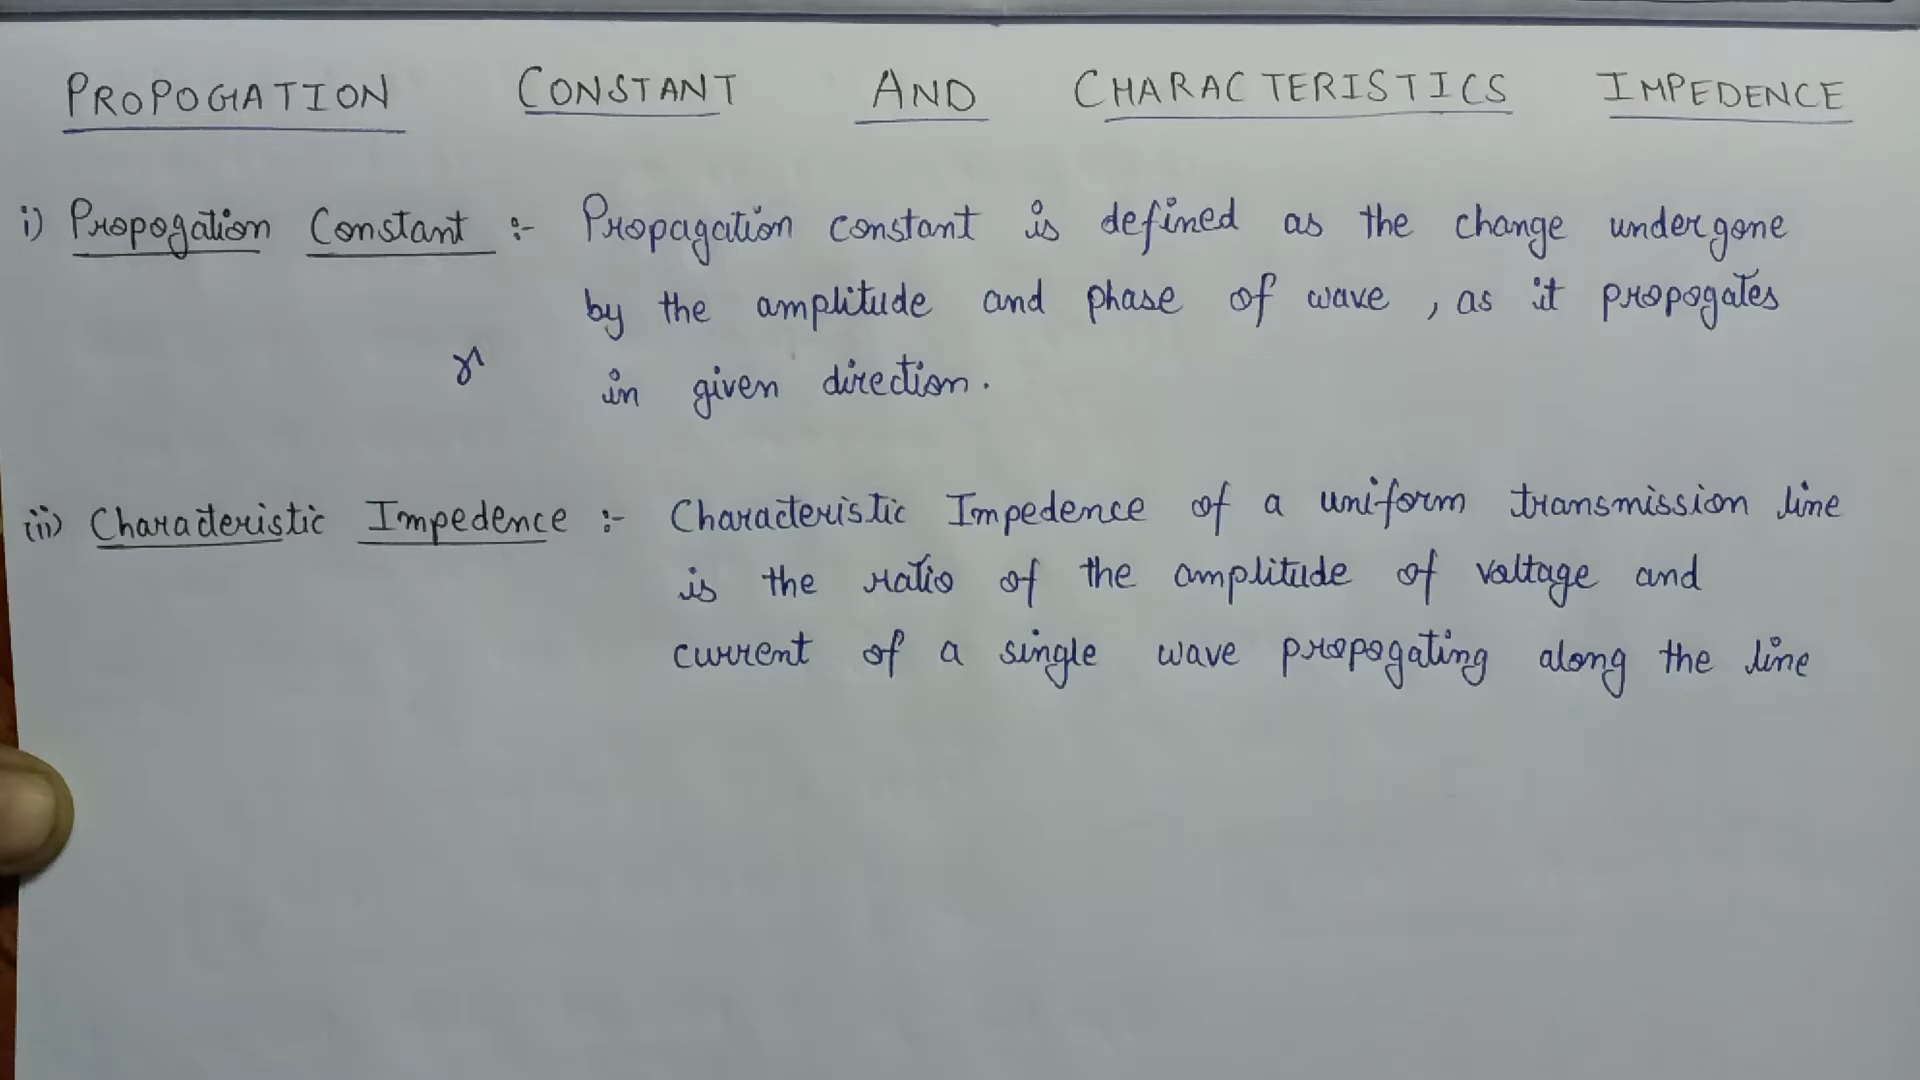 PROPOGATION CONSTANT AND CHARACTERISTICS IMPEDENCE
i) Propogation Constant :- Propagation constant is defined as the change undergone
by the amplitude and phase of wave , as it propogates
γ in given direction.
ii) Characteristic Impedence :- Characteristic Impedence of a uniform transmission line
is the ratio of the amplitude of voltage and
current of a single wave propogating along the line